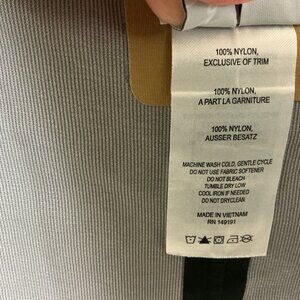 100% NYLON,
EXCLUSIVE OF TRIM
100% NYLON,
A PART LA GARNITURE
100% NYLON,
AUSSER BESATZ
MACHINE WASH COLD, GENTLE CYCLE
DO NOT USE FABRIC SOFTENER
DO NOT BLEACH
TUMBLE DRY LOW
COOL IRON IF NEEDED
DO NOT DRYCLEAN
MADE IN VIETNAM
RN 149191